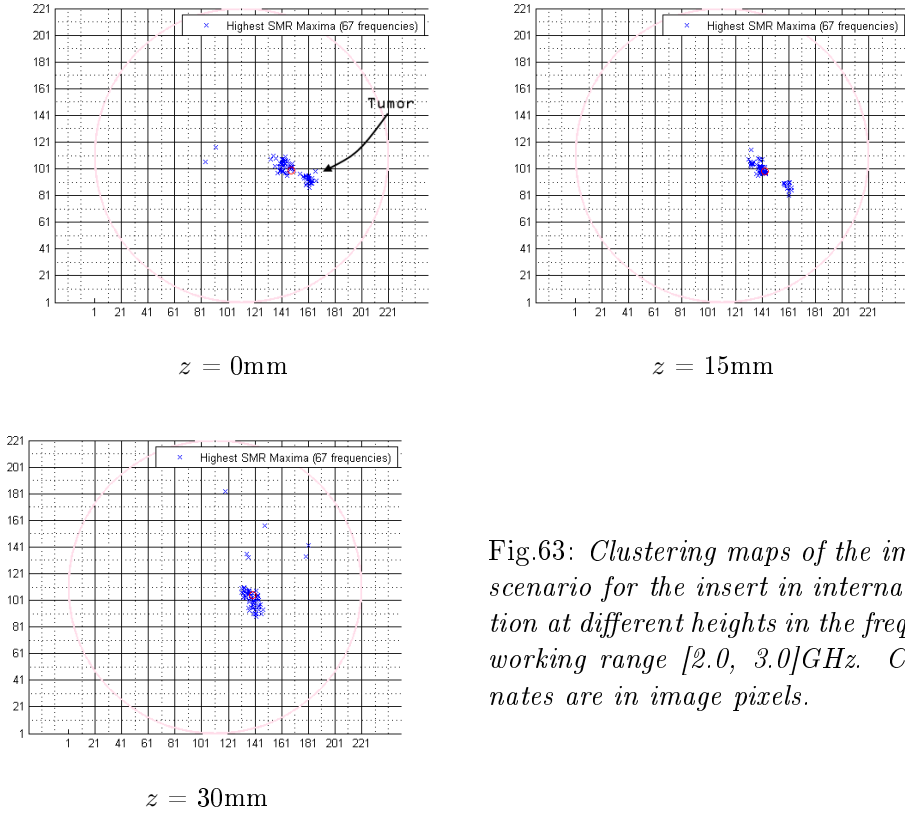 221
201
181
161
141
121
101
81
61
41
21
1
Highest SMR Maxima (67 frequencies)
Tumor
1 21 41 61 81 101 121 141 161 181 201 221
z = 0mm
221
201
181
161
141
121
101
81
61
41
21
1
Highest SMR Maxima (67 frequencies)
1 21 41 61 81 101 121 141 161 181 201 221
z = 15mm
221
201
181
161
141
121
101
81
61
41
21
1
Highest SMR Maxima (67 frequencies)
1 21 41 61 81 101 121 141 161 181 201 221
z = 30mm
Fig.63: Clustering maps of the im
scenario for the insert in interna
tion at different heights in the freq
working range [2.0, 3.0]GHz. C
nates are in image pixels.